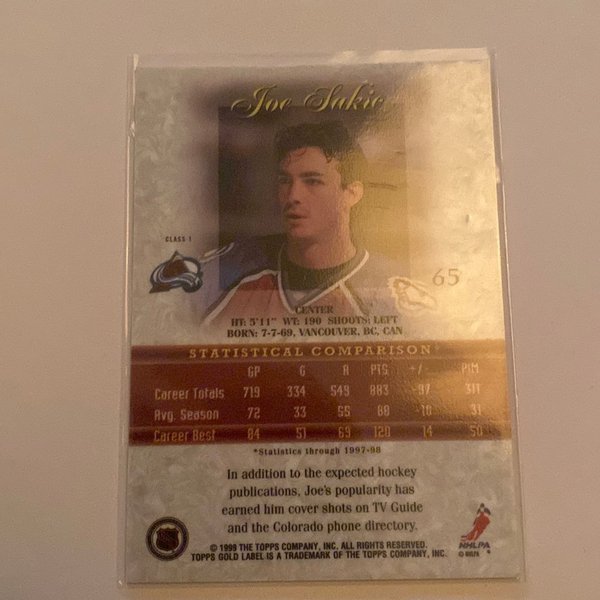 Joe Sakic
CLASS 1
65
CENTER
HT: 5'11" WT: 190 SHOOTS: LEFT
BORN: 7-7-69, VANCOUVER, BC, CAN
STATISTICAL COMPARISON*
GP G A PTS +/- PIM
Career Totals 719 334 549 883 -97 311
Avg. Season 72 33 55 88 -10 31
Career Best 84 51 69 120 14 50
*Statistics through 1997-98
In addition to the expected hockey
publications, Joe's popularity has
earned him cover shots on TV Guide
and the Colorado phone directory.
NHL
NHLPA
© NHLPA
© 1999 THE TOPPS COMPANY, INC. ALL RIGHTS RESERVED.
TOPPS GOLD LABEL IS A TRADEMARK OF THE TOPPS COMPANY, INC.